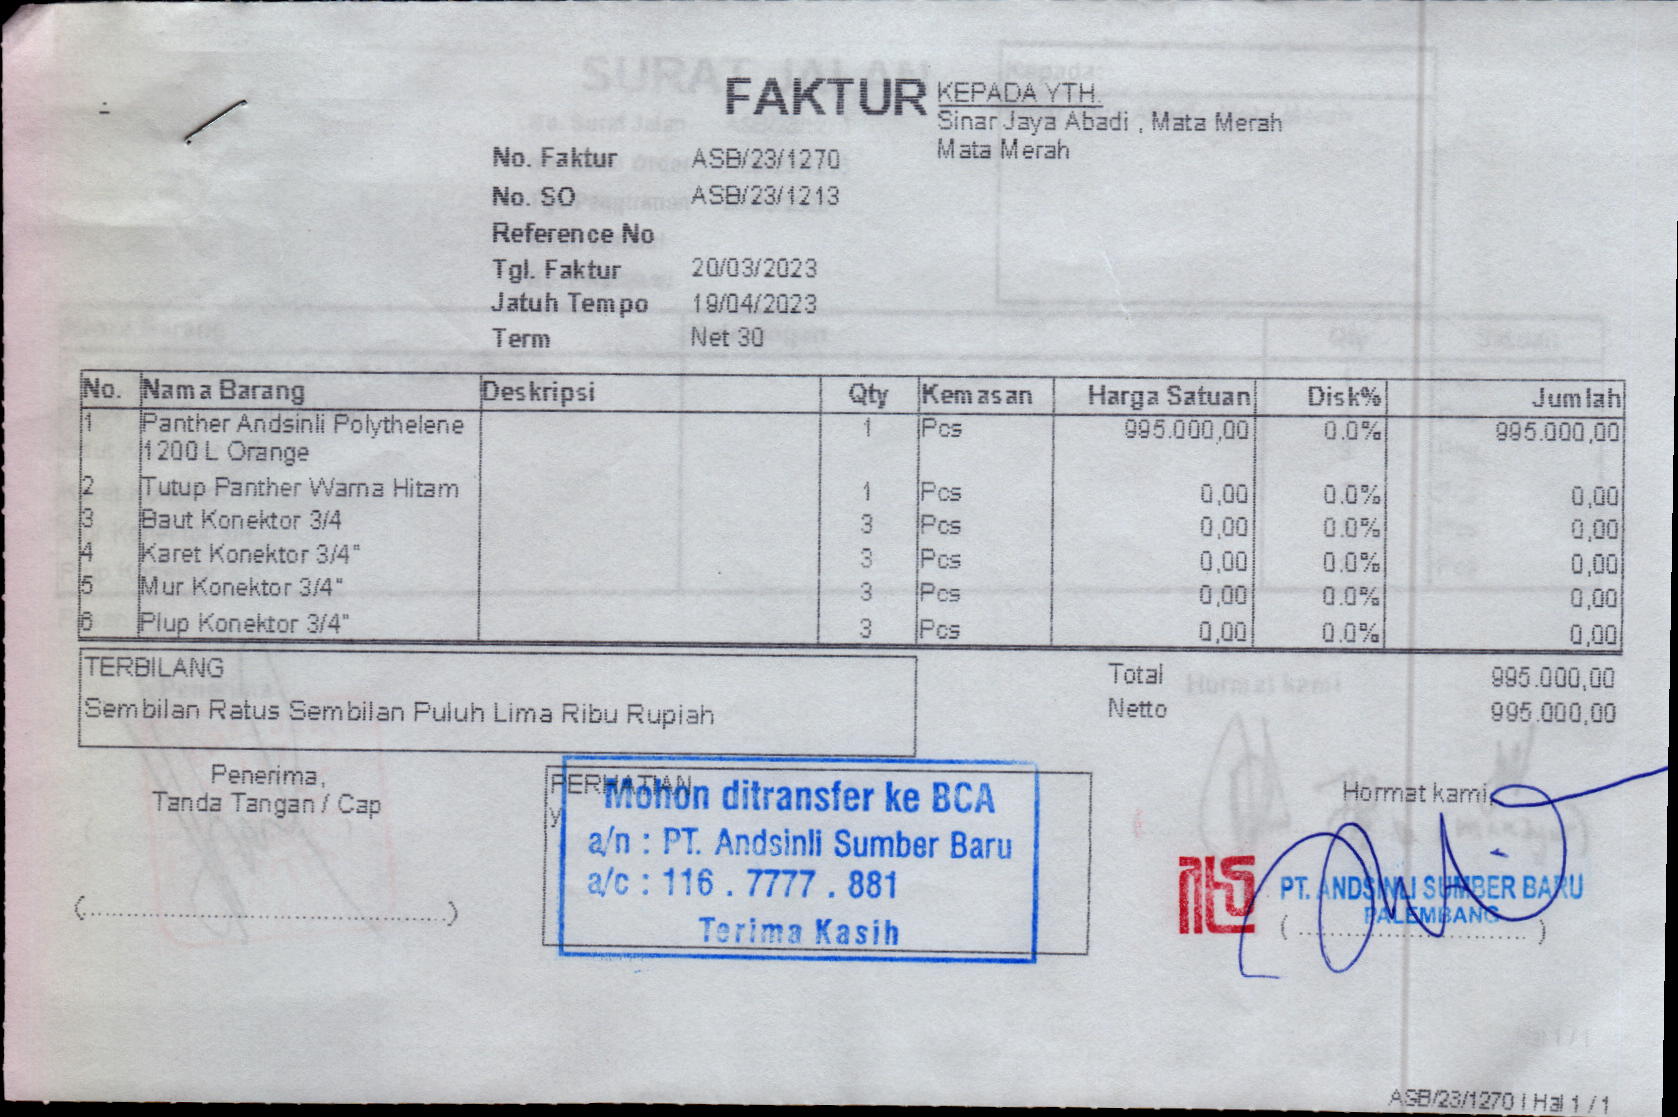 FAKTUR
KEPADA YTH.
Sinar Jaya Abadi , Mata Merah
Mata Merah
No. Faktur ASB/23/1270
No. SO ASB/23/1213
Reference No
Tgl. Faktur 20/03/2023
Jatuh Tempo 19/04/2023
Term Net 30
No. Nama Barang Deskripsi Qty Kemasan Harga Satuan Disk% Jumlah
1 Panther Andsinli Polythelene 1 Pcs 995.000,00 0.0% 995.000,00
1200 L Orange
2 Tutup Panther Warna Hitam 1 Pcs 0,00 0.0% 0,00
3 Baut Konektor 3/4 3 Pcs 0,00 0.0% 0,00
4 Karet Konektor 3/4" 3 Pcs 0,00 0.0% 0,00
5 Mur Konektor 3/4" 3 Pcs 0,00 0.0% 0,00
6 Plup Konektor 3/4" 3 Pcs 0,00 0.0% 0,00
TERBILANG
Sembilan Ratus Sembilan Puluh Lima Ribu Rupiah
Total 995.000,00
Netto 995.000,00
Penerima,
Tanda Tangan / Cap
(..........................................................)
PERHATIAN
Mohon ditransfer ke BCA
a/n : PT. Andsinli Sumber Baru
a/c : 116 . 7777 . 881
Terima Kasih
Hormat kami
PT. ANDSINLI SUMBER BARU
PALEMBANG
( ..................................... )
ASB/23/1270 | Hal 1 / 1